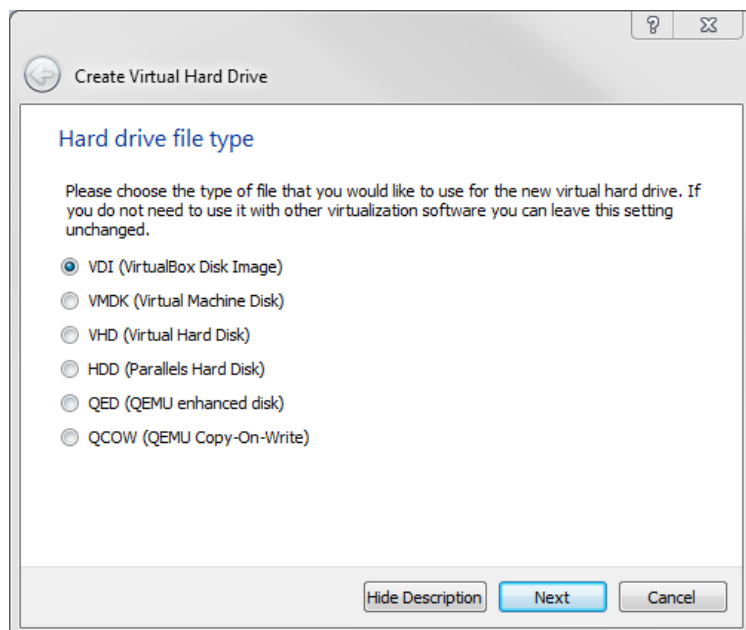 Create Virtual Hard Drive
Hard drive file type
Please choose the type of file that you would like to use for the new virtual hard drive. If
you do not need to use it with other virtualization software you can leave this setting
unchanged.
VDI (VirtualBox Disk Image)
VMDK (Virtual Machine Disk)
VHD (Virtual Hard Disk)
HDD (Parallels Hard Disk)
QED (QEMU enhanced disk)
QCOW (QEMU Copy-On-Write)
Hide Description Next Cancel